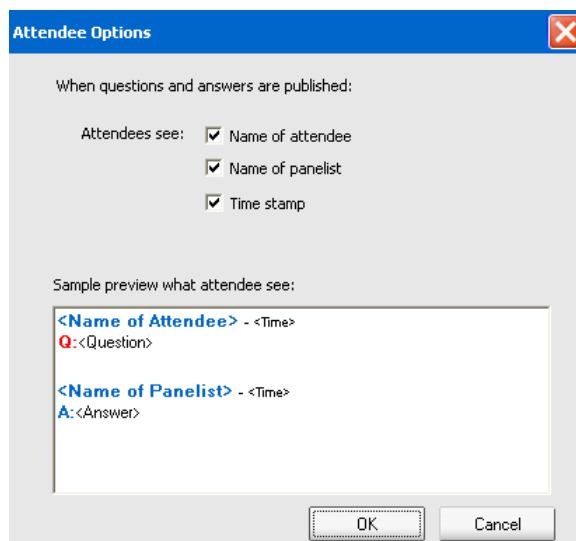 Attendee Options
When questions and answers are published:
Attendees see: Name of attendee
Name of panelist
Time stamp
Sample preview what attendee see:
<Name of Attendee> - <Time>
Q:<Question>
<Name of Panelist> - <Time>
A:<Answer>
OK Cancel